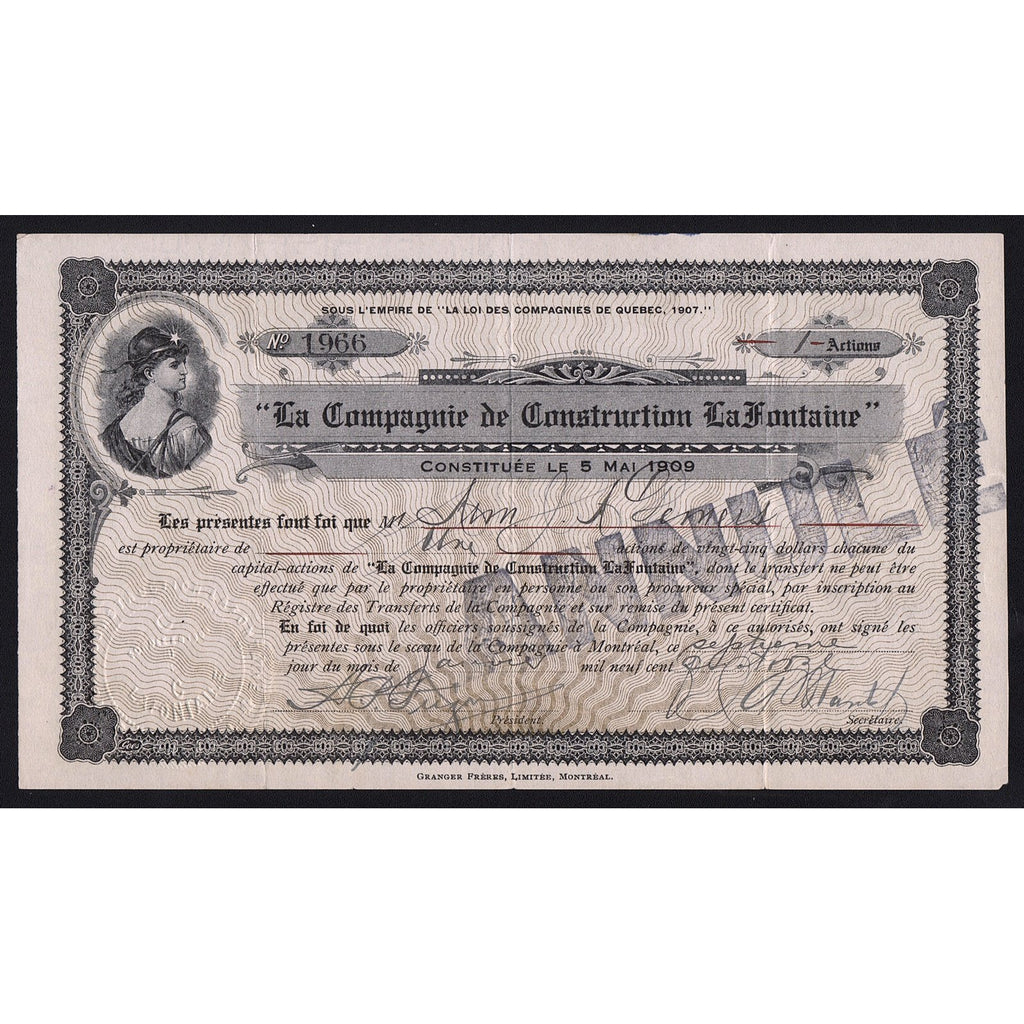 SOUS L'EMPIRE DE "LA LOI DES COMPAGNIES DE QUEBEC, 1907."
Nº 1966
- 1 - Actions
"La Compagnie de Construction LaFontaine"
CONSTITUÉE LE 5 MAI 1909
Les présentes font foi que M
est propriétaire de Une actions de vingt-cinq dollars chacune du
capital-actions de "La Compagnie de Construction LaFontaine", dont le transfert ne peut être
effectué que par le propriétaire en personne ou son procureur spécial, par inscription au
Régistre des Transferts de la Compagnie et sur remise du présent certificat.
En foi de quoi les officiers soussignés de la Compagnie, à ce autorisés, ont signé les
présentes sous le sceau de la Compagnie à Montréal, ce septieme
jour du mois de mil neuf cent
Président.
Secrétaire.
ANNULÉ
GRANGER FRÈRES, LIMITÉE, MONTRÉAL.